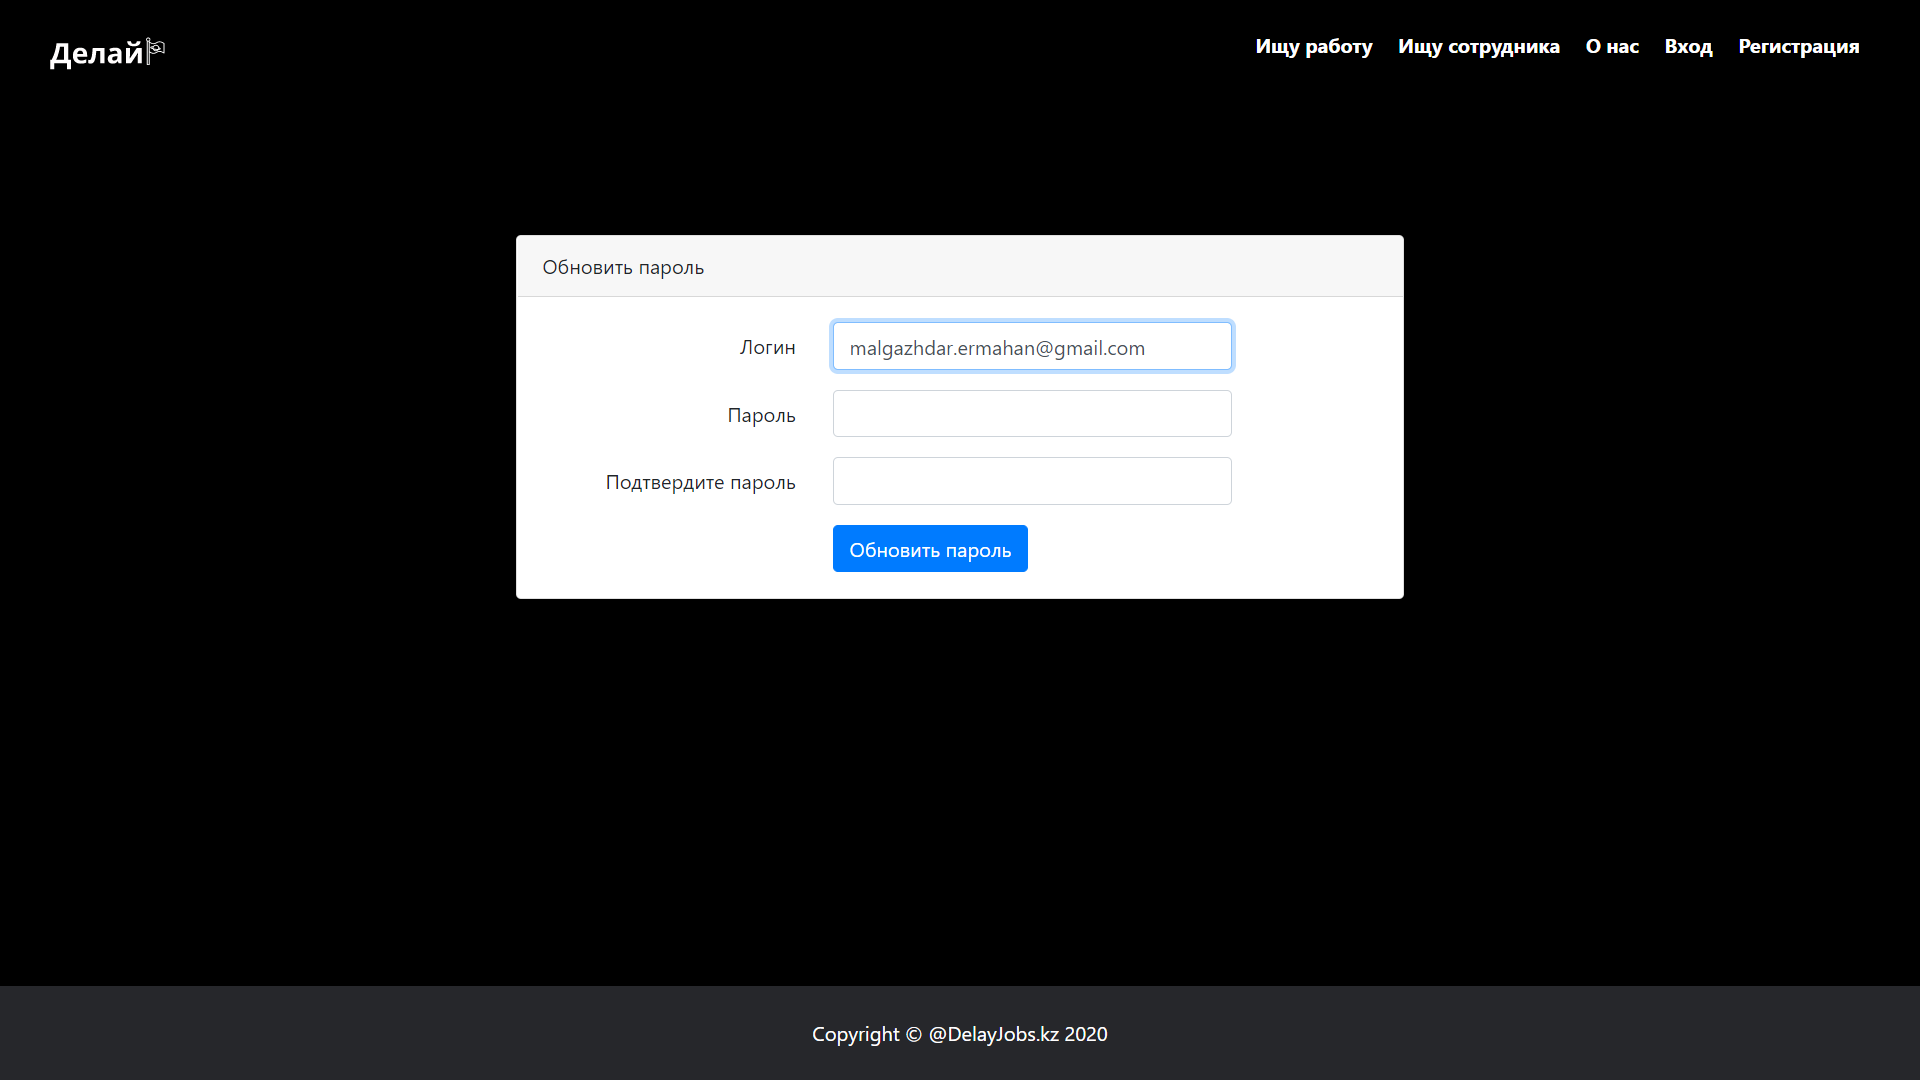 Делай
Ищу работу Ищу сотрудника О нас Вход Регистрация
Обновить пароль
Логин malgazhdar.ermahan@gmail.com
Пароль
Подтвердите пароль
Обновить пароль
Copyright © @DelayJobs.kz 2020